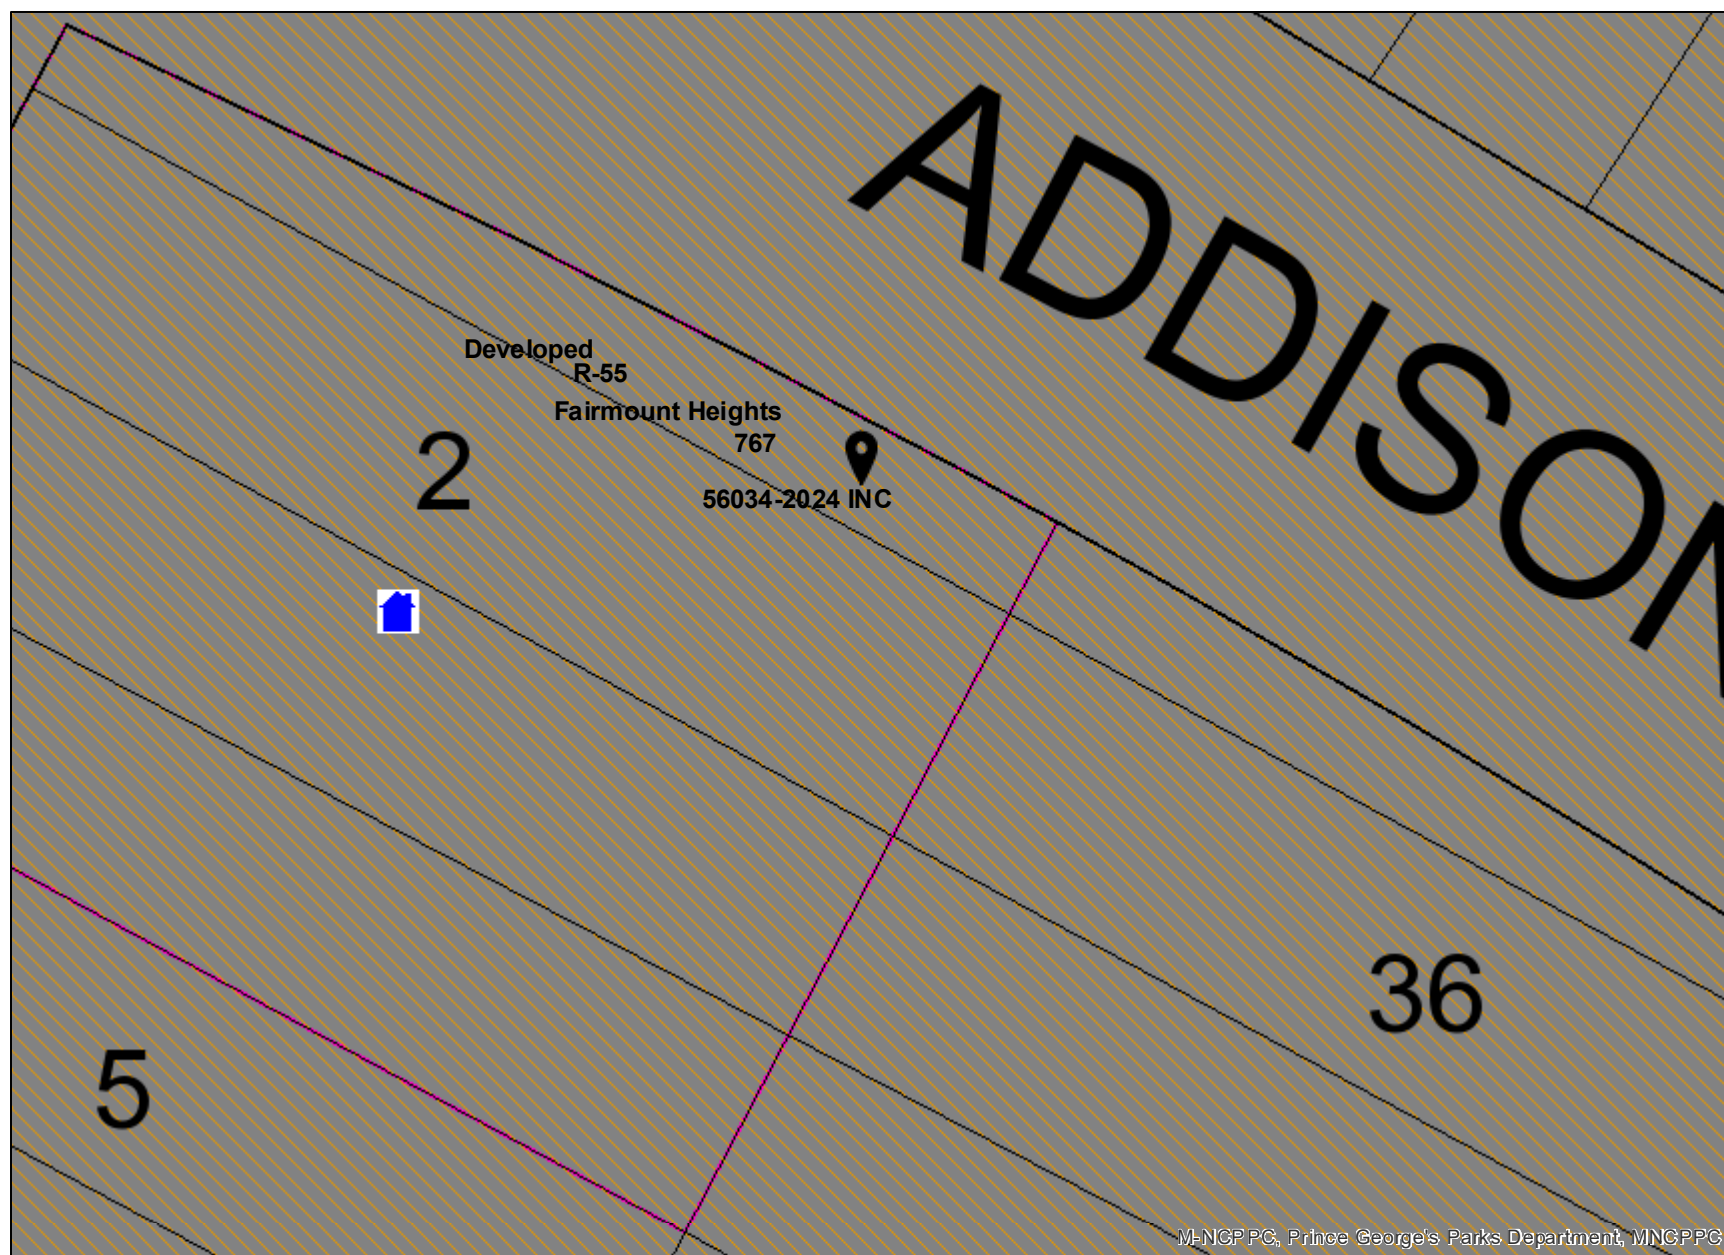 ADDISON
Developed
R-55
Fairmount Heights
767
2
56034-2024 INC
36
5
M-NCPPC, Prince George's Parks Department, MNCPPC